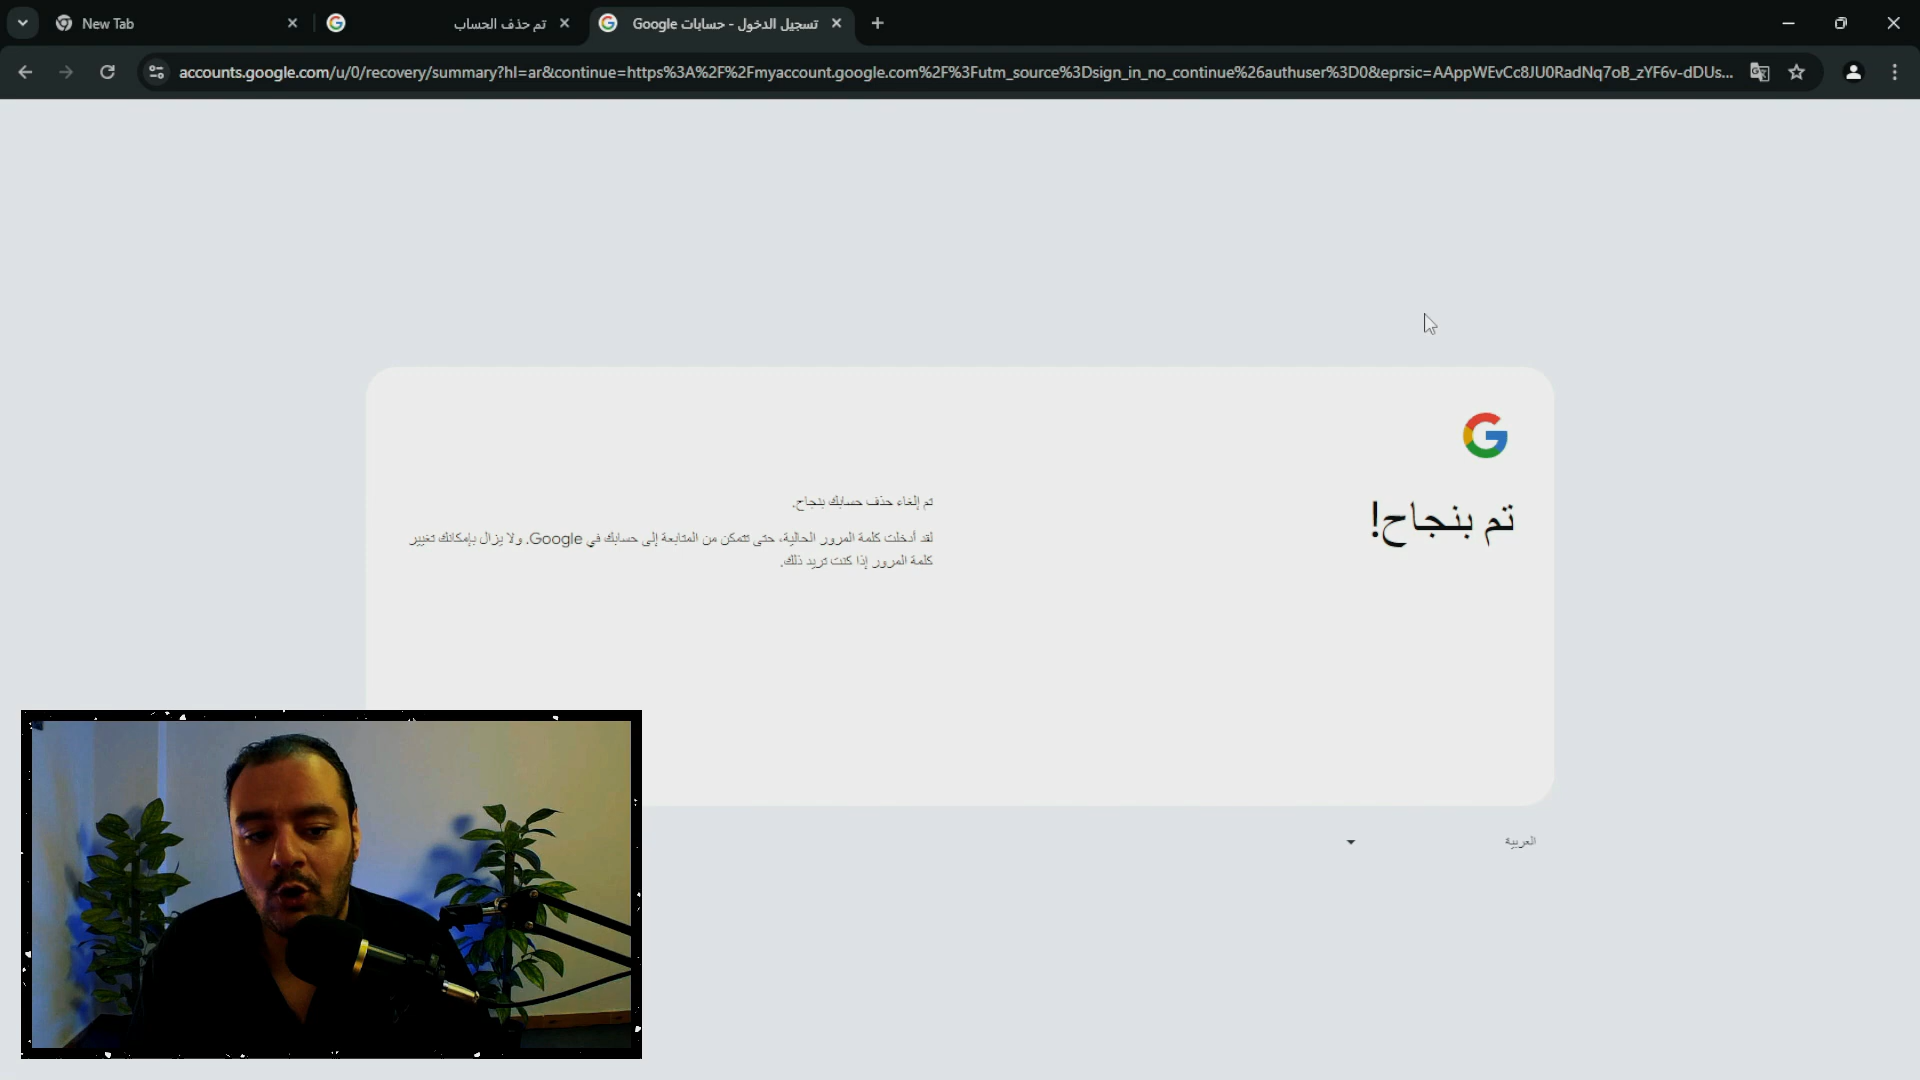 New Tab
تم حذف الحساب
تسجيل الدخول - حسابات Google
accounts.google.com/u/0/recovery/summary?hl=ar&continue=https%3A%2F%2Fmyaccount.google.com%2F%3Futm_source%3Dsign_in_no_continue%26authuser%3D0&eprsic=AAppWEvCc8JU0RadNq7oB_zYF6v-dDUs...
تم بنجاح!
تم إلغاء حذف حسابك بنجاح.
لقد أدخلت كلمة المرور الحالية، حتى تتمكن من المتابعة إلى حسابك في Google. ولا يزال بإمكانك تغيير
كلمة المرور إذا كنت تريد ذلك.
العربية